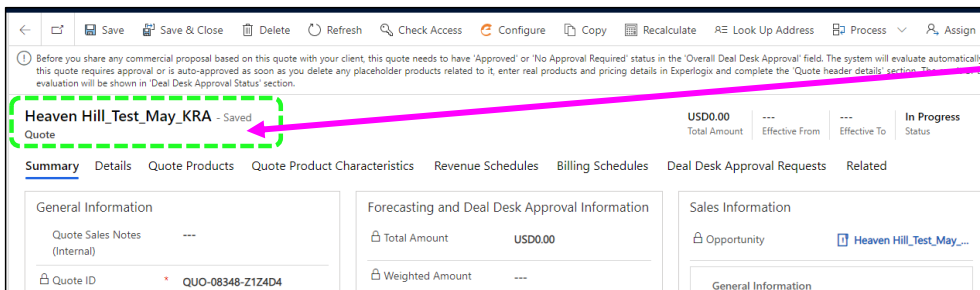 Save Save & Close Delete Refresh Check Access Configure Copy Recalculate Look Up Address Process Assign
Before you share any commercial proposal based on this quote with your client, this quote needs to have 'Approved' or 'No Approval Required' status in the 'Overall Deal Desk Approval' field. The system will evaluate automatically
this quote requires approval or is auto-approved as soon as you delete any placeholder products related to it, enter real products and pricing details in Experlogix and complete the 'Quote header details' section. The
evaluation will be shown in 'Deal Desk Approval Status' section.
Heaven Hill_Test_May_KRA - Saved
Quote
USD0.00 --- --- In Progress
Total Amount Effective From Effective To Status
Summary Details Quote Products Quote Product Characteristics Revenue Schedules Billing Schedules Deal Desk Approval Requests Related
General Information Forecasting and Deal Desk Approval Information Sales Information
Quote Sales Notes (Internal) ---
Total Amount USD0.00
Opportunity Heaven Hill_Test_May_...
Quote ID * QUO-08348-Z1Z4D4
Weighted Amount ---
General Information